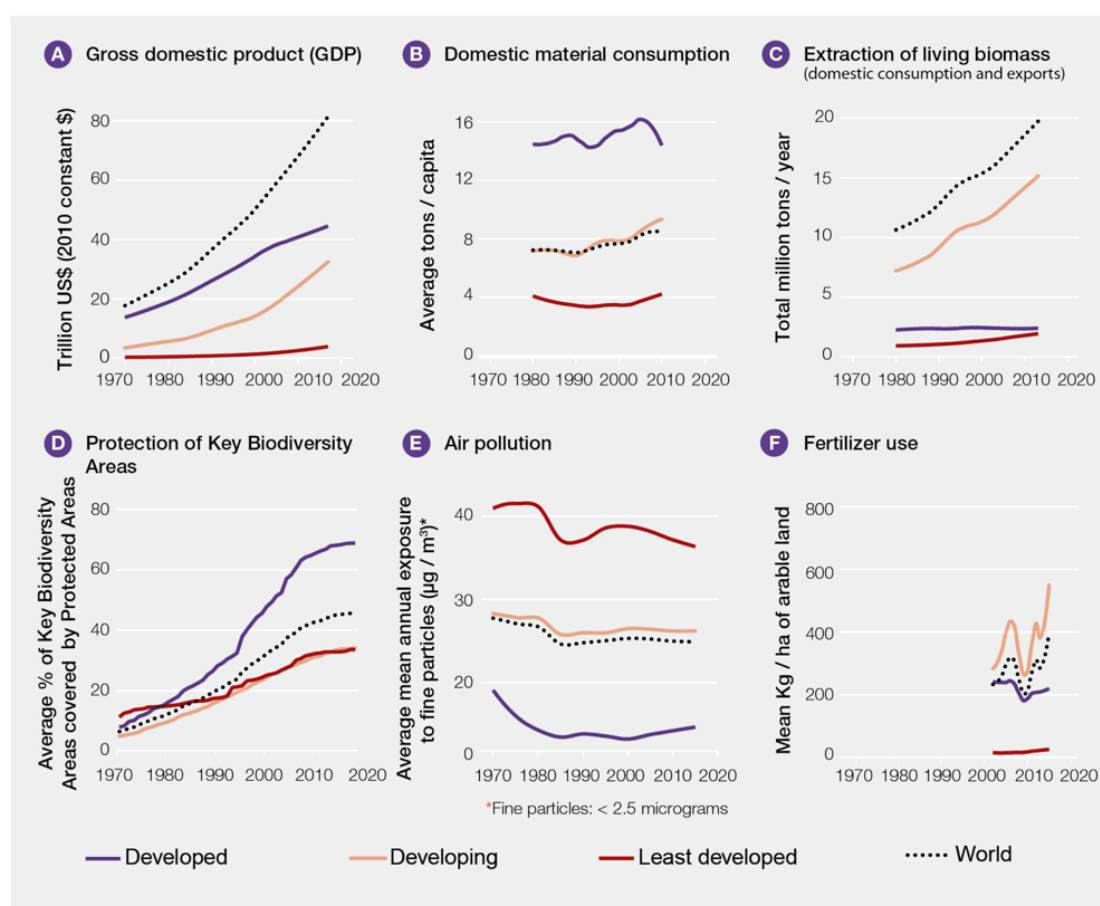 A Gross domestic product (GDP)
Trillion US$ (2010 constant $)
80
60
40
20
0
1970 1980 1990 2000 2010 2020
B Domestic material consumption
Average tons / capita
16
12
8
4
0
1970 1980 1990 2000 2010 2020
C Extraction of living biomass
(domestic consumption and exports)
Total million tons / year
20
15
10
5
0
1970 1980 1990 2000 2010 2020
D Protection of Key Biodiversity
Areas
Average % of Key Biodiversity
Areas covered by Protected Areas
80
60
40
20
0
1970 1980 1990 2000 2010 2020
E Air pollution
Average mean annual exposure
to fine particles (µg / m³)*
40
30
20
0
1970 1980 1990 2000 2010 2020
*Fine particles: < 2.5 micrograms
F Fertilizer use
Mean Kg / ha of arable land
800
600
400
200
0
1970 1980 1990 2000 2010 2020
Developed
Developing
Least developed
World